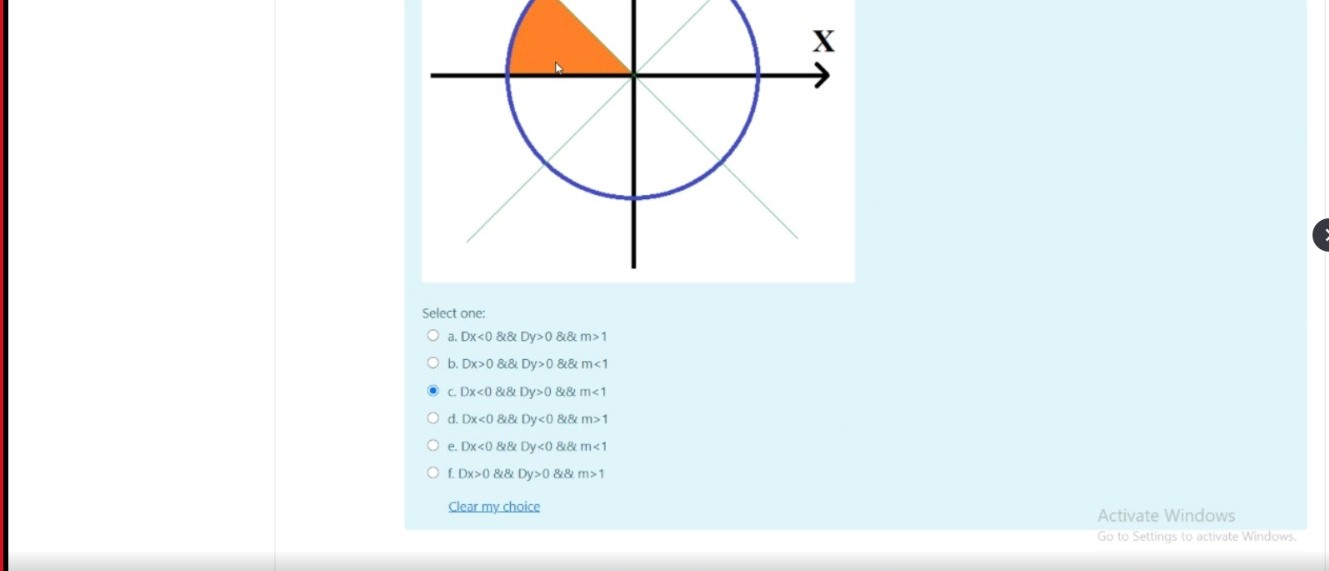 X
Select one:
a. Dx<0 && Dy>0 && m>1
b. Dx>0 && Dy>0 && m<1
c. Dx<0 && Dy>0 && m<1
d. Dx<0 && Dy<0 && m>1
e. Dx<0 && Dy<0 && m<1
f. Dx>0 && Dy>0 && m>1
Clear my choice
Activate Windows
Go to Settings to activate Windows.